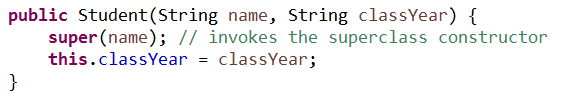 public Student(String name, String classYear) {
    super(name); // invokes the superclass constructor
    this.classYear = classYear;
}